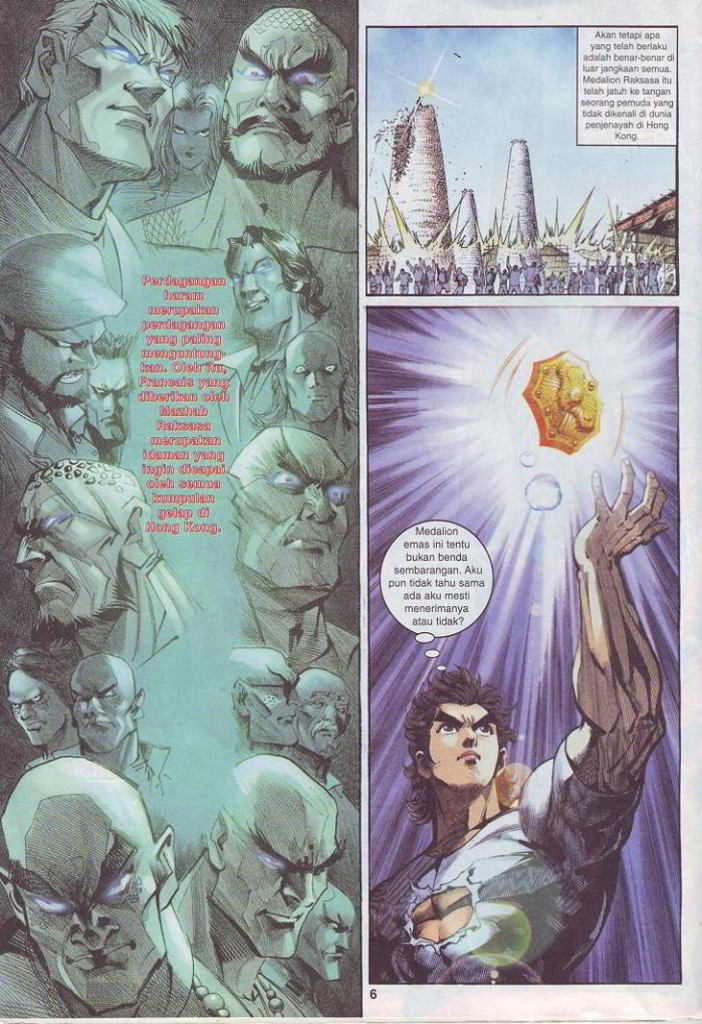 Perdagangan
haram
merupakan
perdagangan
yang paling
menguntung-
kan. Oleh itu,
Francais yang
diberikan oleh
Mazhab
Raksasa
merupakan
idaman yang
ingin dicapai
oleh semua
kumpulan
gelap di
Hong Kong.
Akan tetapi apa
yang telah berlaku
adalah benar-benar di
luar jangkaan semua.
Medalion Raksasa itu
telah jatuh ke tangan
seorang pemuda yang
tidak dikenali di dunia
penjenayah di Hong
Kong.
Medalion
emas ini tentu
bukan benda
sembarangan. Aku
pun tidak tahu sama
ada aku mesti
menerimanya
atau tidak?
6